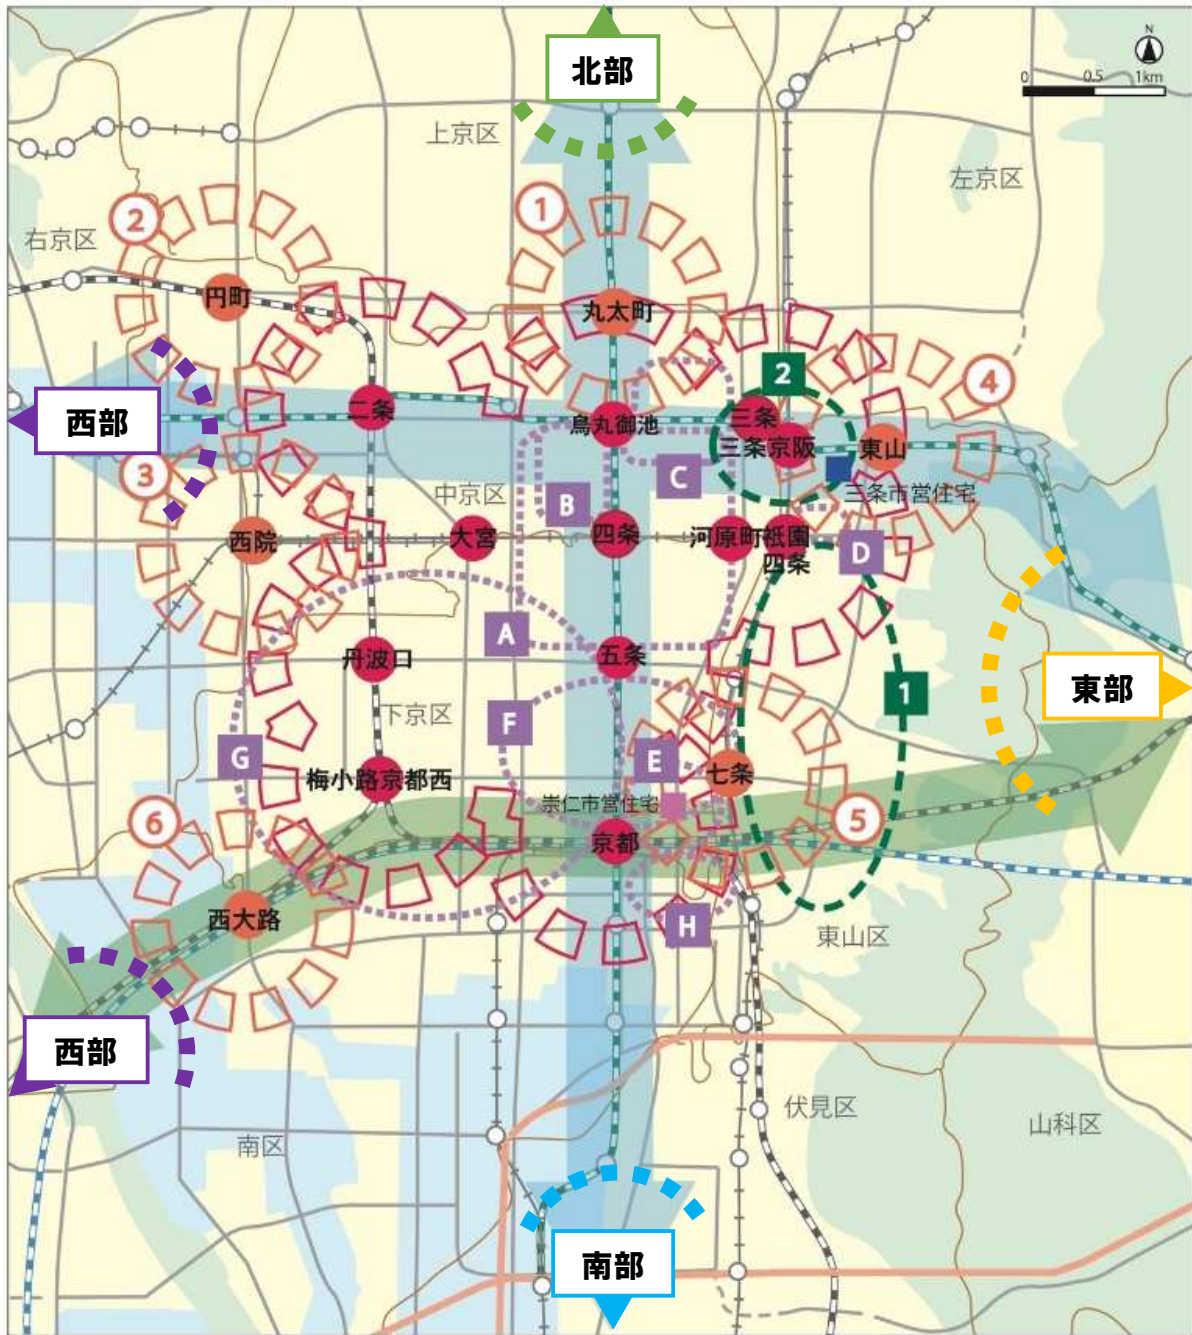 北部
N
0 0.5 1km
上京区
左京区
2
1
右京区
円町
丸太町
2
4
西部
二条
烏丸御池
三条
三条京阪
東山
3
中京区
C
B
三条市営住宅
西院
大宮
四条
河原町
祇園
四条
D
A
五条
丹波口
東部
1
下京区
F
G
E
七条
梅小路京都西
崇仁市営住宅
6
5
京都
西大路
H
東山区
西部
伏見区
山科区
南区
南部